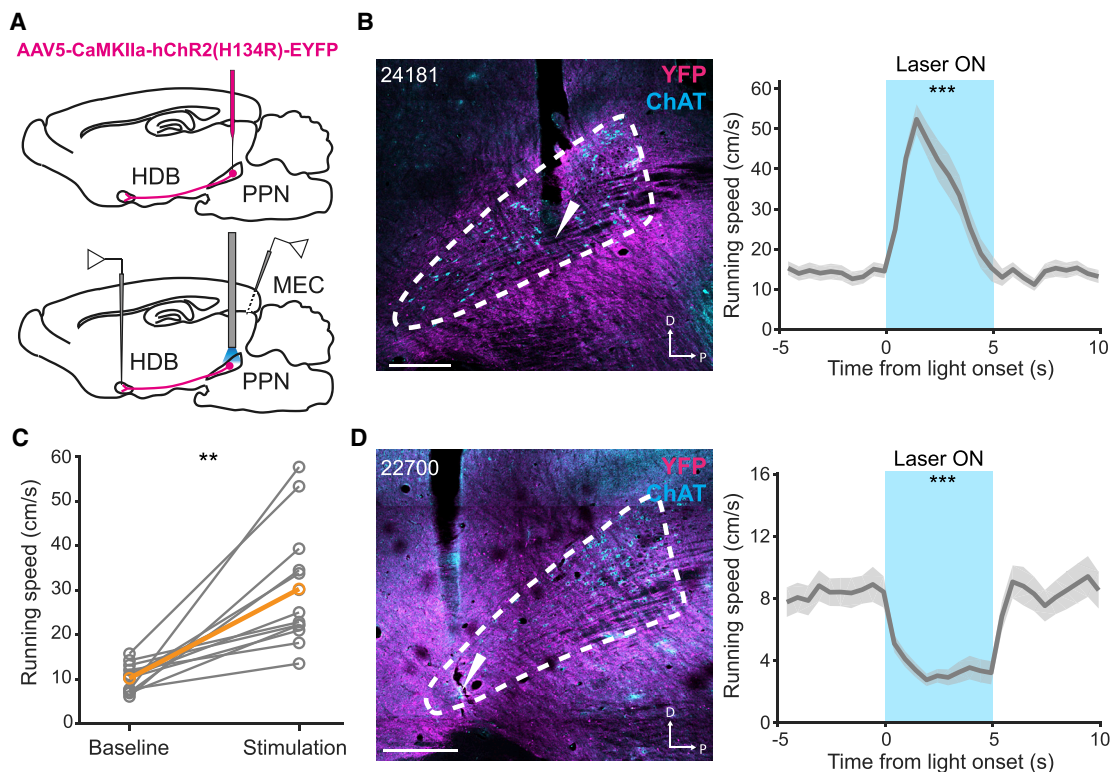 A
AAV5-CaMKIIa-hChR2(H134R)-EYFP
HDB
PPN
MEC
HDB
PPN
B
24181
YFP
ChAT
D
P
Laser ON
***
Running speed (cm/s)
60
50
40
30
20
10
0
-5
0
5
10
Time from light onset (s)
C
**
Running speed (cm/s)
60
50
40
30
20
10
0
Baseline
Stimulation
D
22700
YFP
ChAT
D
P
Laser ON
***
Running speed (cm/s)
16
12
8
4
0
-5
0
5
10
Time from light onset (s)